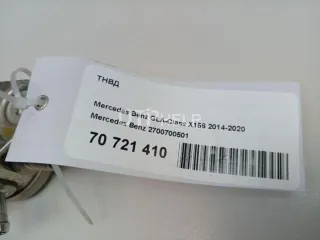 ТНВД
Mercedes Benz GLA-Class X156 2014-2020
Mercedes Benz 2700700501
70 721 410